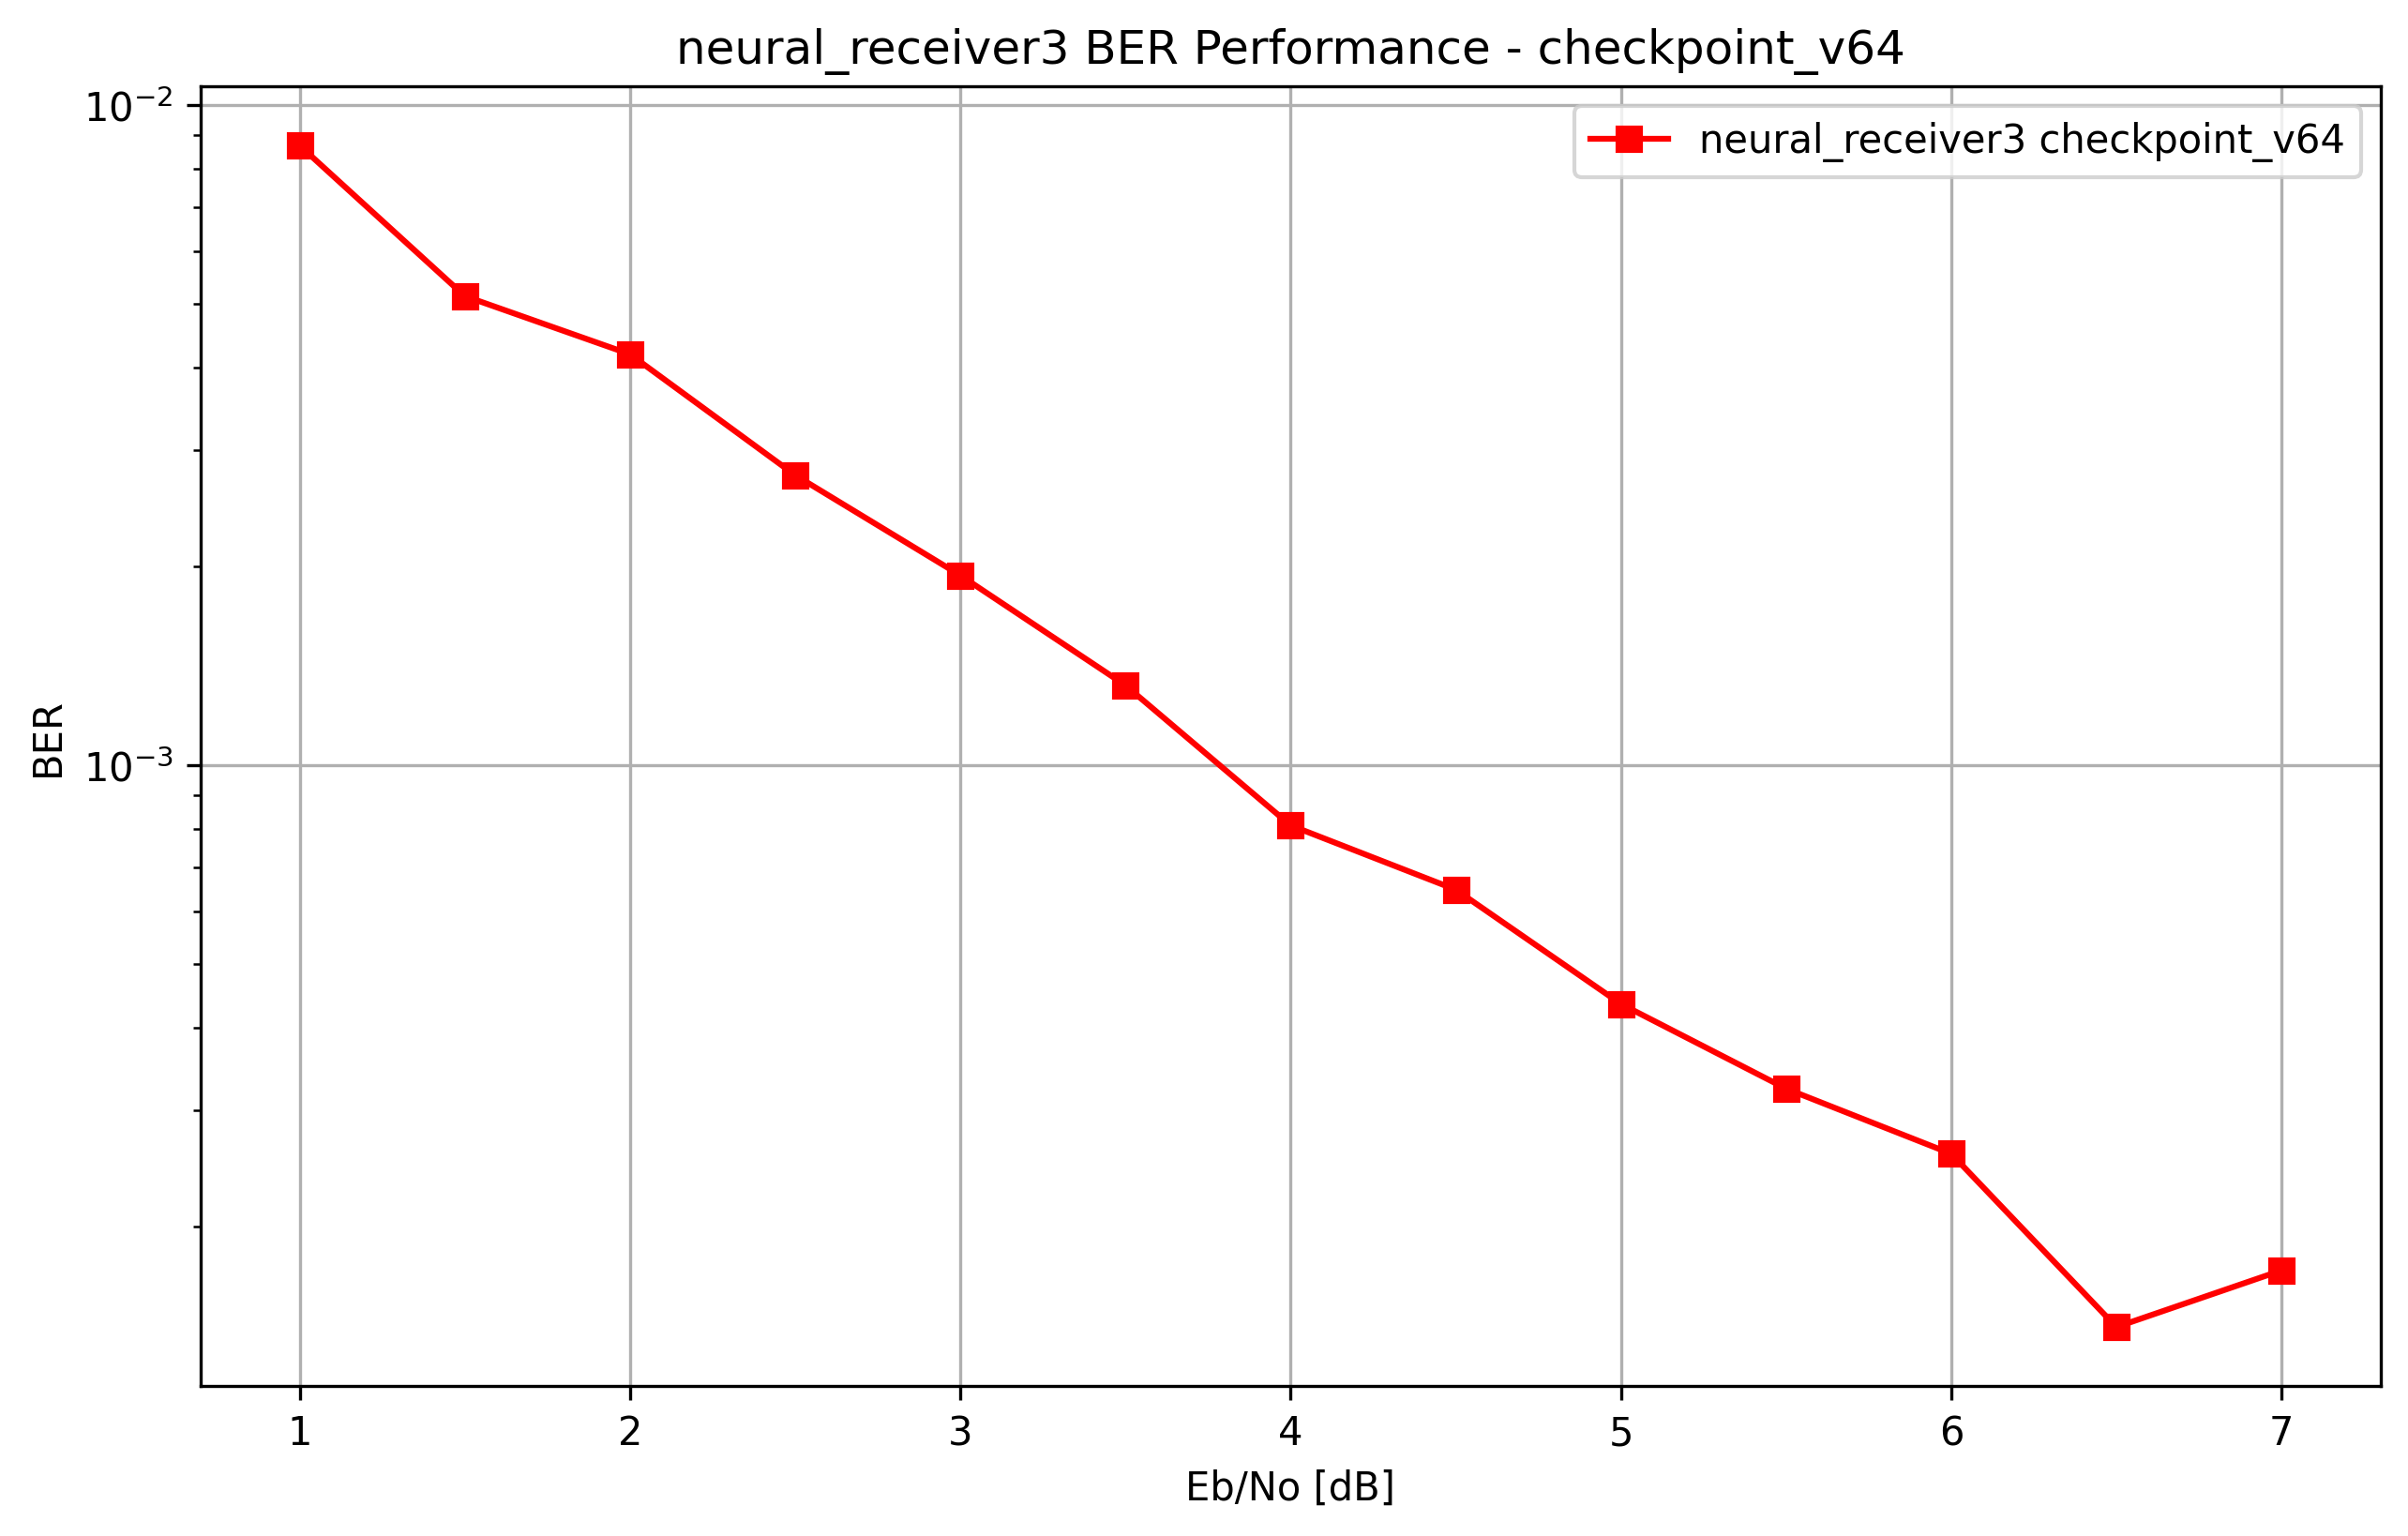 neural_receiver3 BER Performance - checkpoint_v64
neural_receiver3 checkpoint_v64
10⁻²
10⁻³
BER
1 2 3 4 5 6 7
Eb/No [dB]